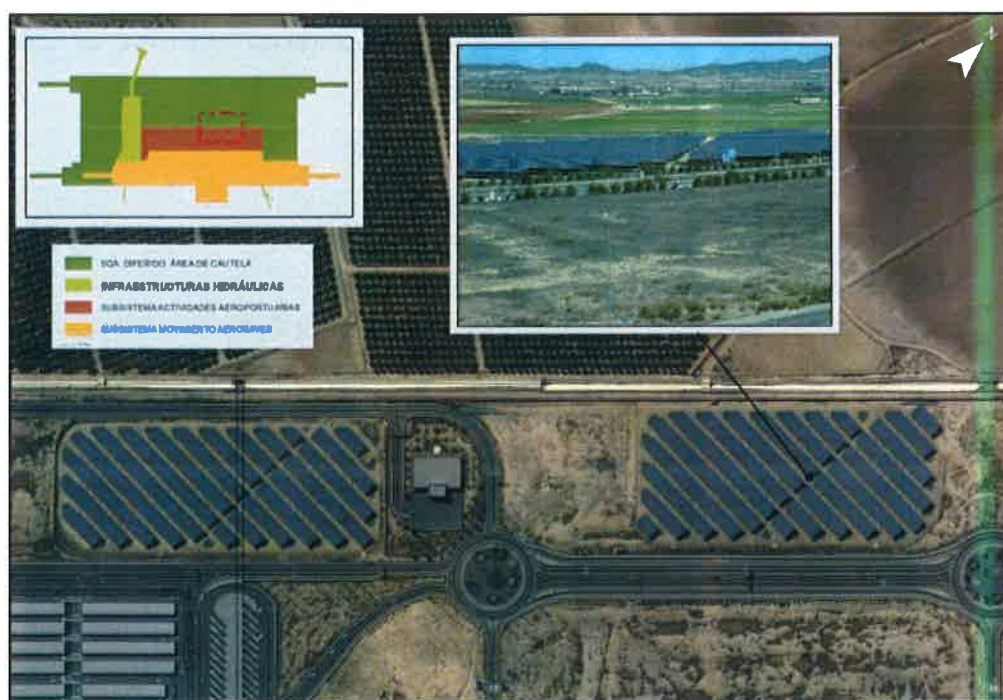 SGA DIFERIDO. ÁREA DE CAUTELA
INFRAESTRUCTURAS HIDRÁULICAS
SUBSISTEMA ACTIVIDADES AEROPORTUARIAS
SUBSISTEMA MOVIMIENTO AERONAVES